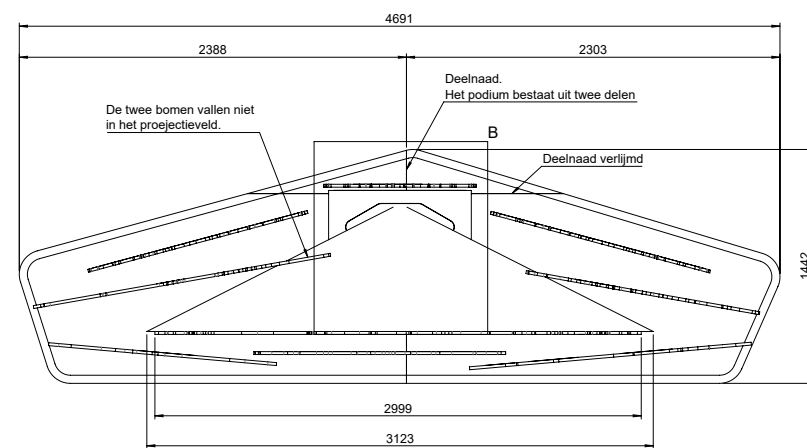 4691
2388
2303
Deelnaad.
Het podium bestaat uit twee delen
De twee bomen vallen niet
in het proejectieveld.
B
Deelnaad verlijmd
1442
2999
3123